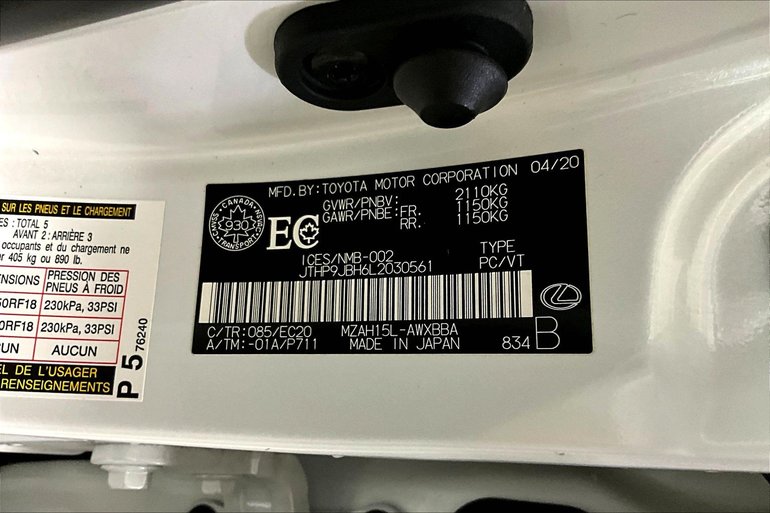 SUR LES PNEUS ET LE CHARGEMENT
ES : TOTAL 5
AVANT 2 : ARRIÈRE 3
occupants et du chargement ne
er 405 kg ou 890 lb.
ENSIONS PRESSION DES PNEUS À FROID
50RF18 230kPa, 33PSI
50RF18 230kPa, 33PSI
CUN AUCUN
EL DE L'USAGER
RENSEIGNEMENTS
P 5 76240
MFD. BY: TOYOTA MOTOR CORPORATION 04/20
GVWR/PNBV: 2110KG
GAWR/PNBE: FR. 1150KG
RR. 1150KG
CANADA
930
TRANSPORT
EC
ICES/NMB-002 TYPE
JTHP9JBH6L2030561 PC/VT
C/TR: 085/EC20 MZAH15L-AWXBBA
A/TM: -01A/P711 MADE IN JAPAN 834 B